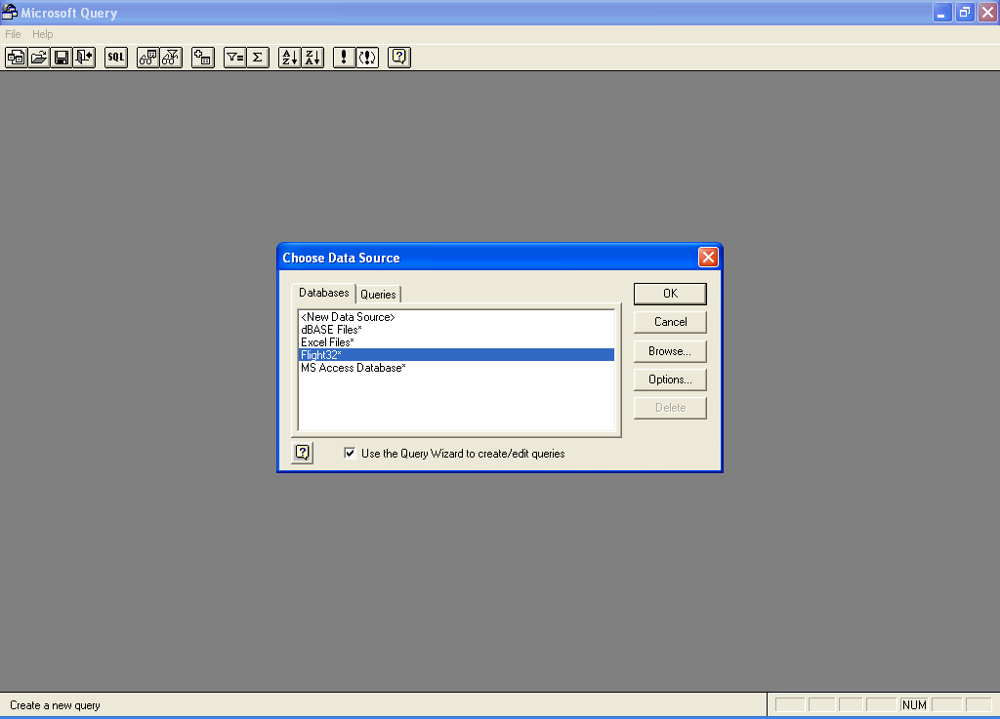 Microsoft Query
File Help
SQL
Choose Data Source
Databases Queries
<New Data Source>
dBASE Files*
Excel Files*
Flight32*
MS Access Database*
OK
Cancel
Browse...
Options...
Delete
Use the Query Wizard to create/edit queries
Create a new query
NUM